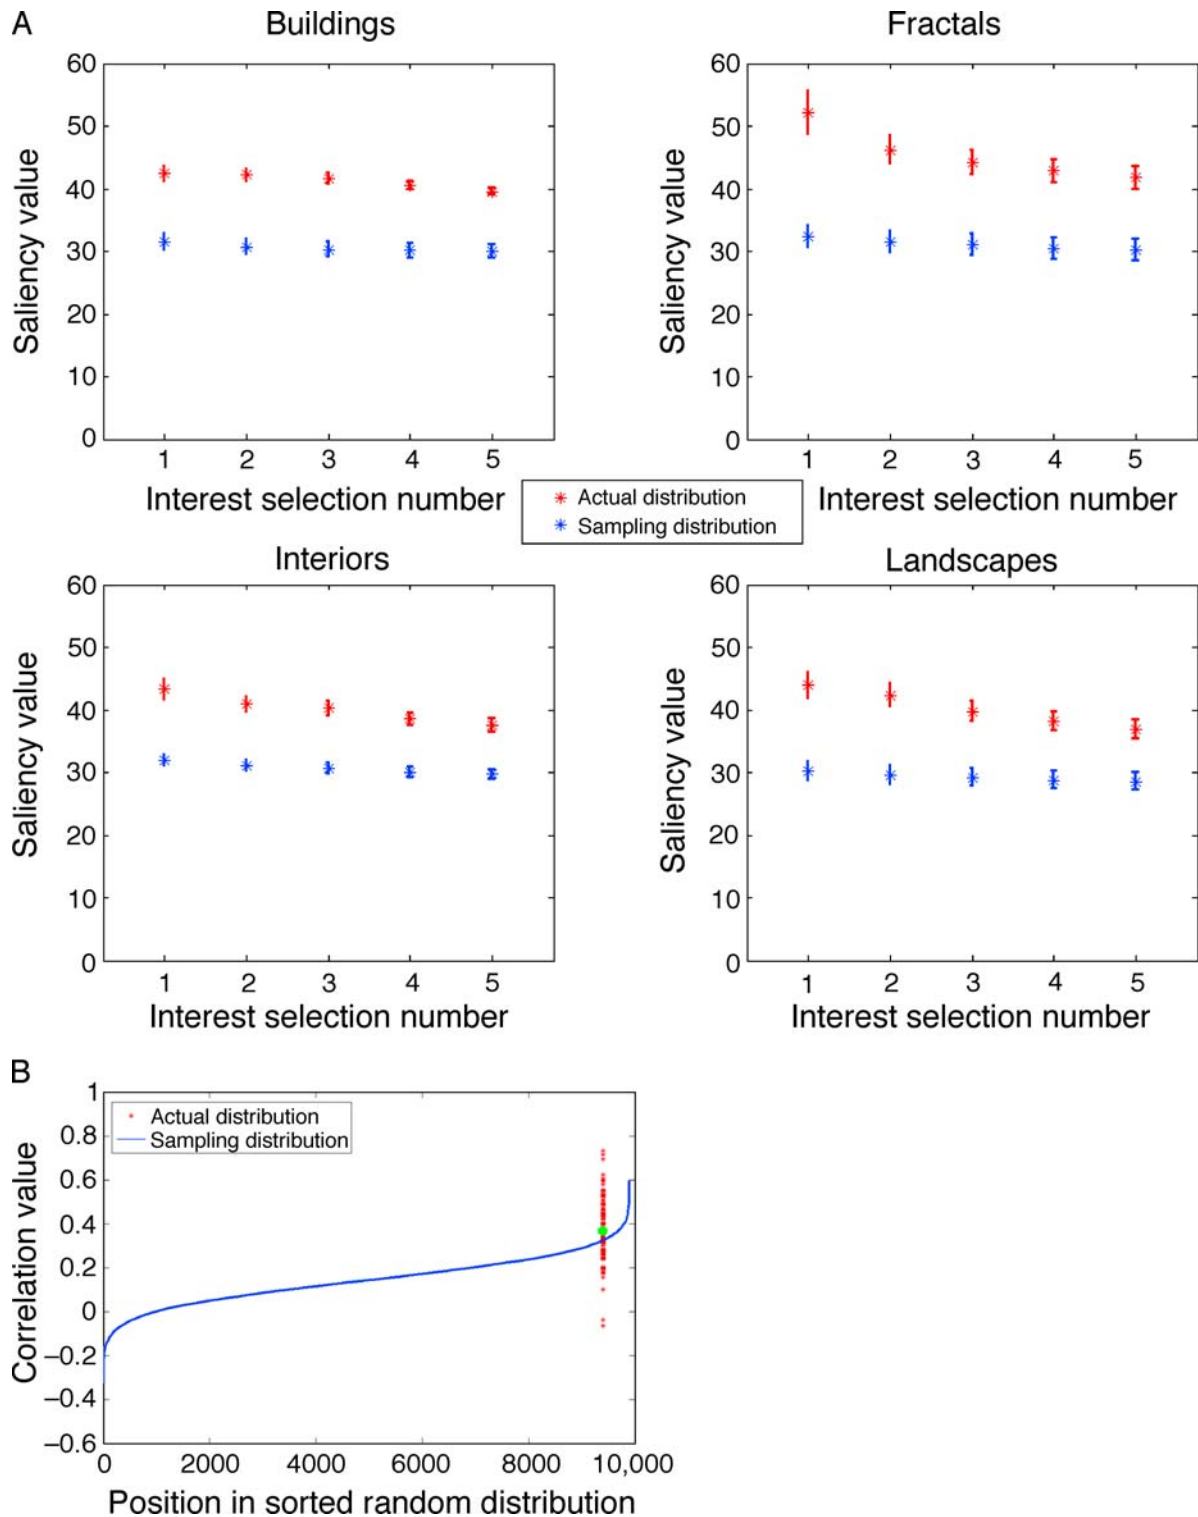 A
Buildings
Fractals
60
50
40
30
20
10
0
Saliency value
1 2 3 4 5
Interest selection number
60
50
40
30
20
10
0
Saliency value
1 2 3 4 5
Interest selection number
Actual distribution
Sampling distribution
Interiors
Landscapes
60
50
40
30
20
10
0
Saliency value
1 2 3 4 5
Interest selection number
60
50
40
30
20
10
0
Saliency value
1 2 3 4 5
Interest selection number
B
1
0.8
0.6
0.4
0.2
0
−0.2
−0.4
−0.6
Correlation value
Actual distribution
Sampling distribution
0 2000 4000 6000 8000 10,000
Position in sorted random distribution